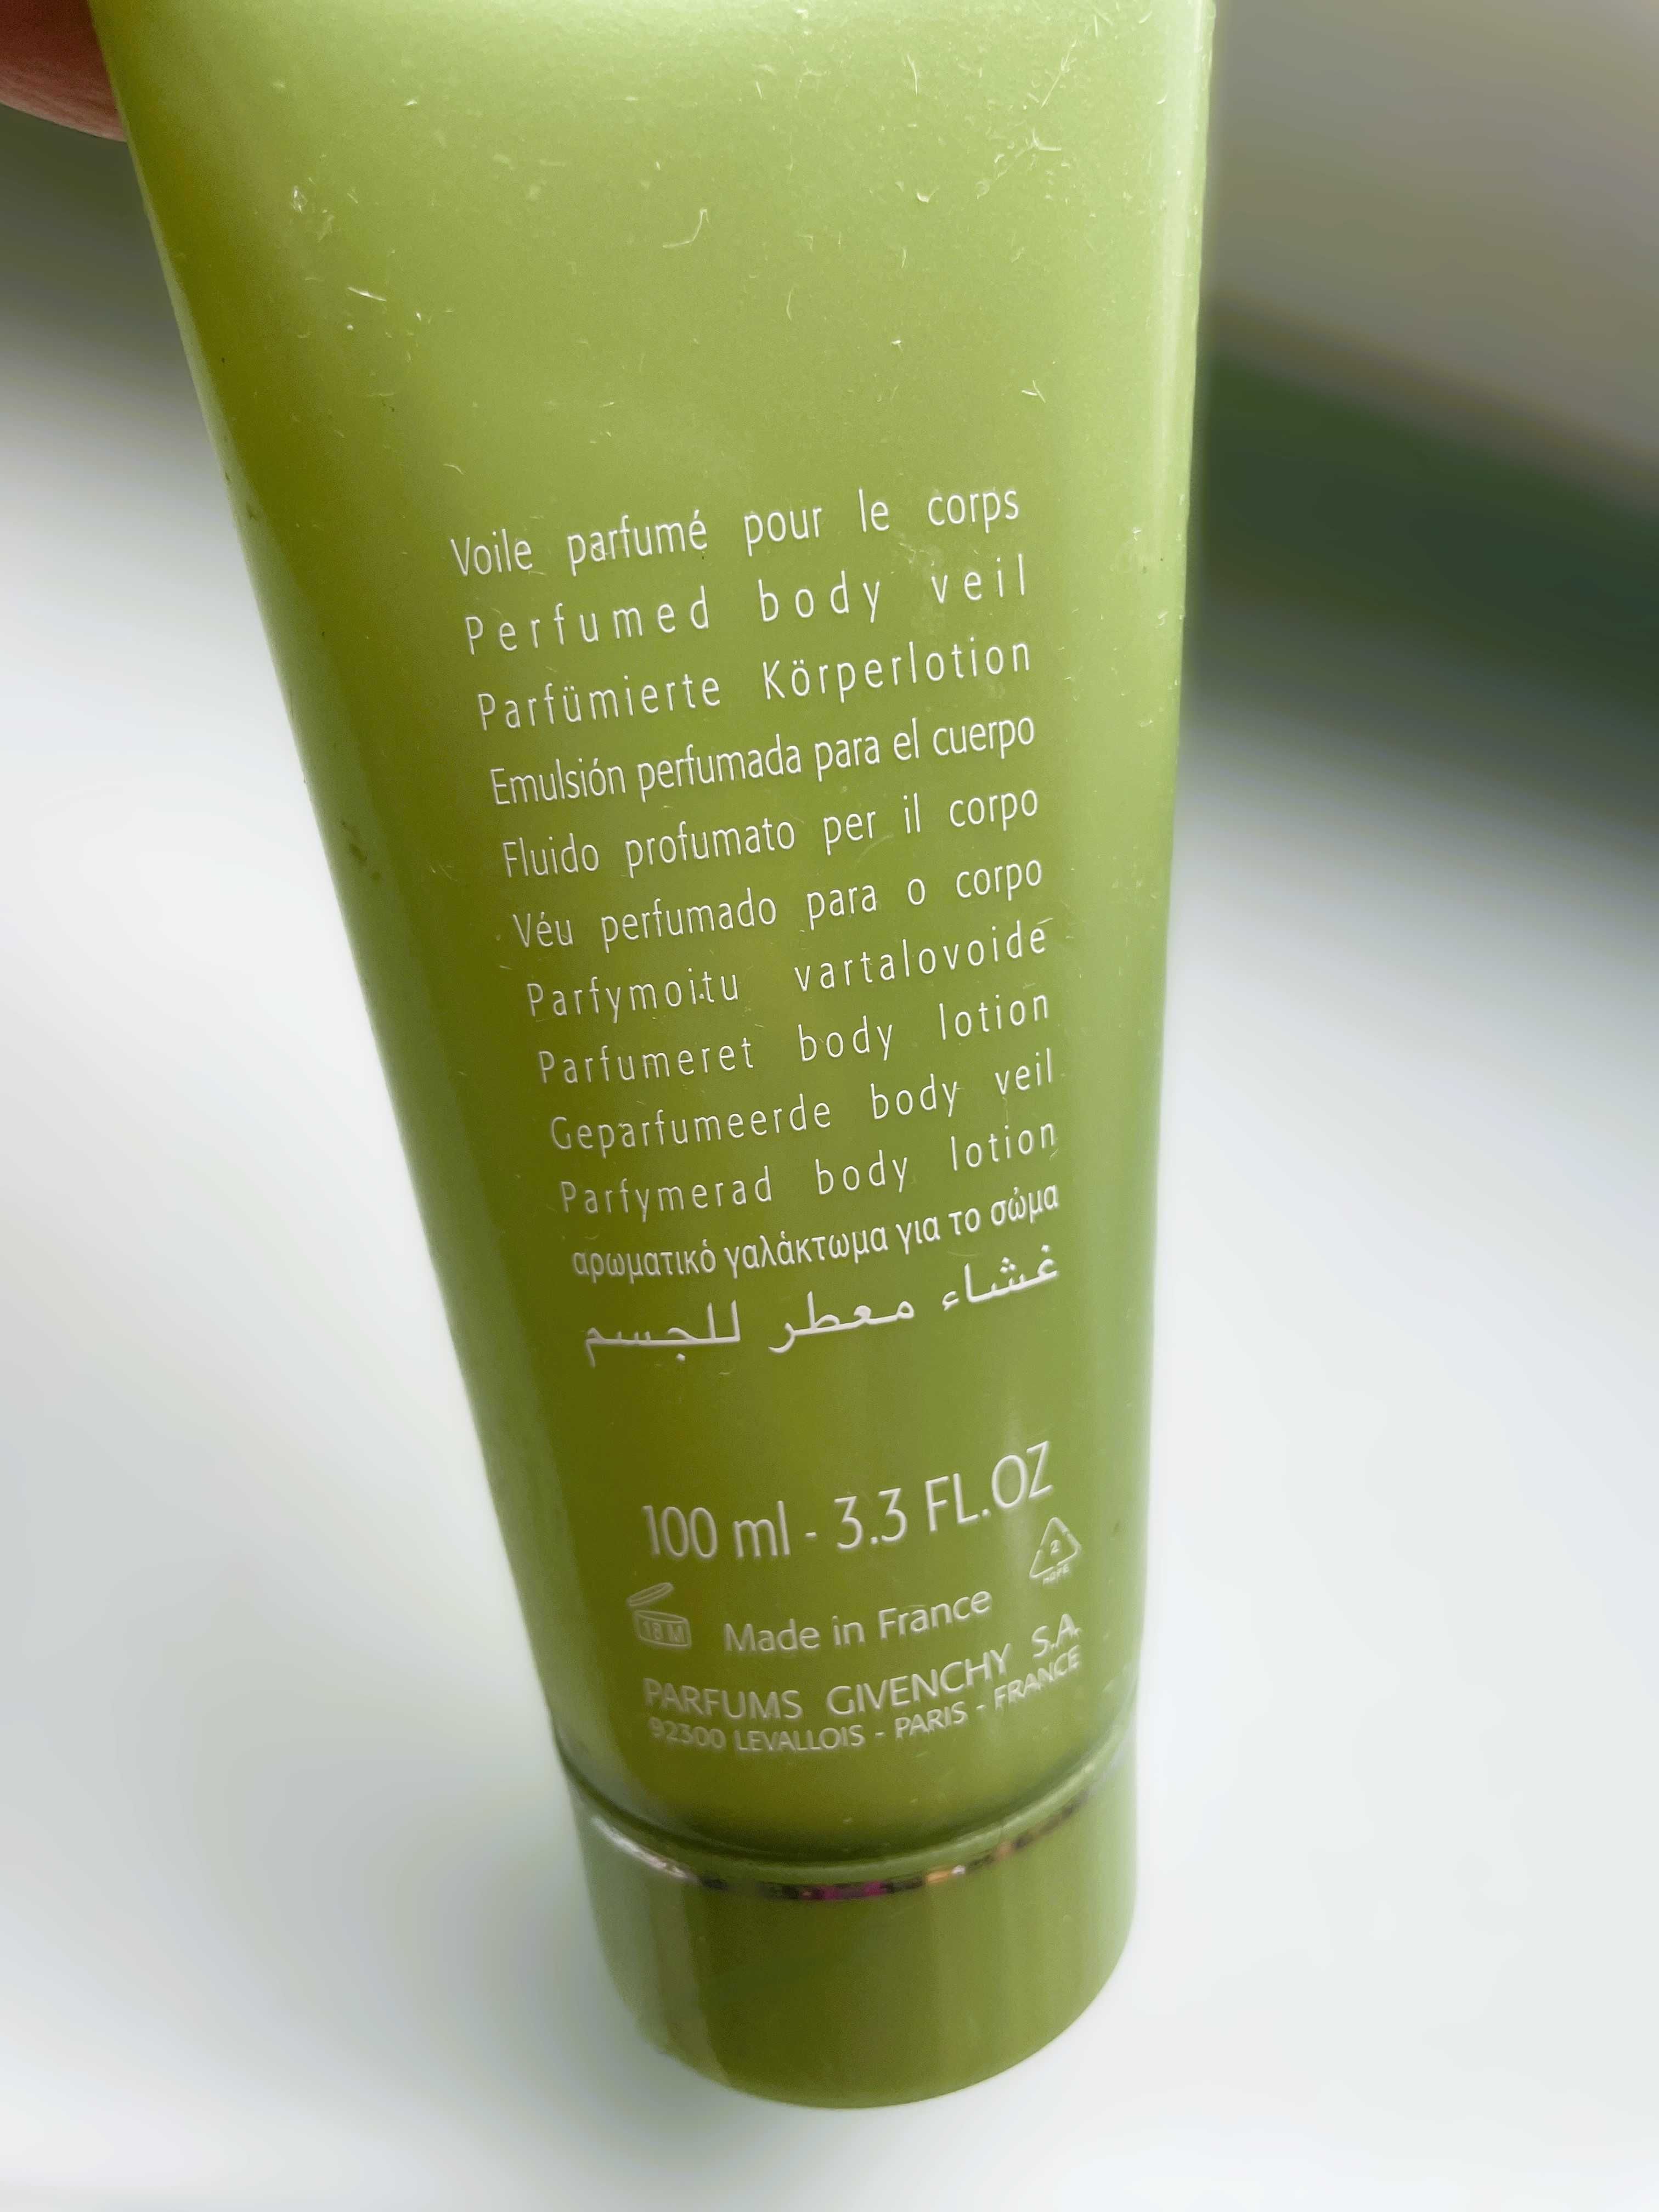 Voile parfumé pour le corps
Perfumed body veil
Parfümierte Körperlotion
Emulsión perfumada para el cuerpo
Fluido profumato per il corpo
Véu perfumado para o corpo
Parfymoitu vartalovoide
Parfumeret body lotion
Geparfumeerde body veil
Parfymerad body lotion
αρωματικό γαλάκτωμα για το σώμα
غشاء معطر للجسم
100 ml - 3.3 FL.OZ
2
HDPE
18 M
Made in France
PARFUMS GIVENCHY S.A.
92300 LEVALLOIS - PARIS - FRANCE